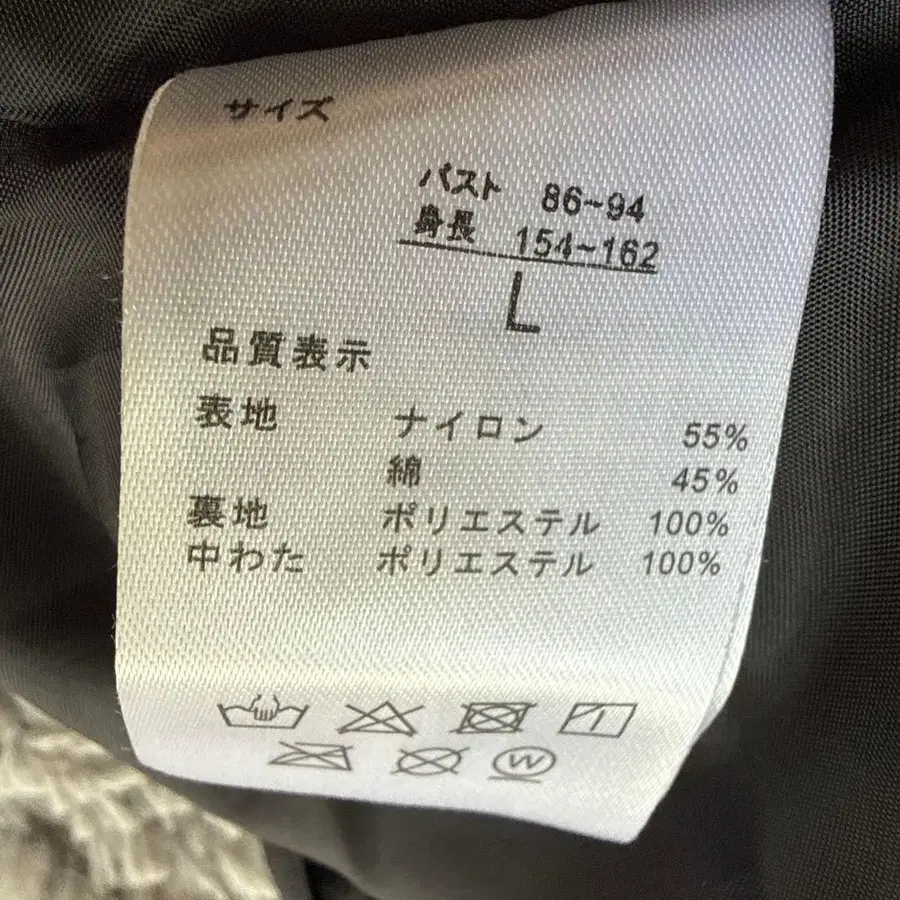 サイズ
バスト 86~94
身長 154~162
L
品質表示
表地 ナイロン 55%
綿 45%
裏地 ポリエステル 100%
中わた ポリエステル 100%
W